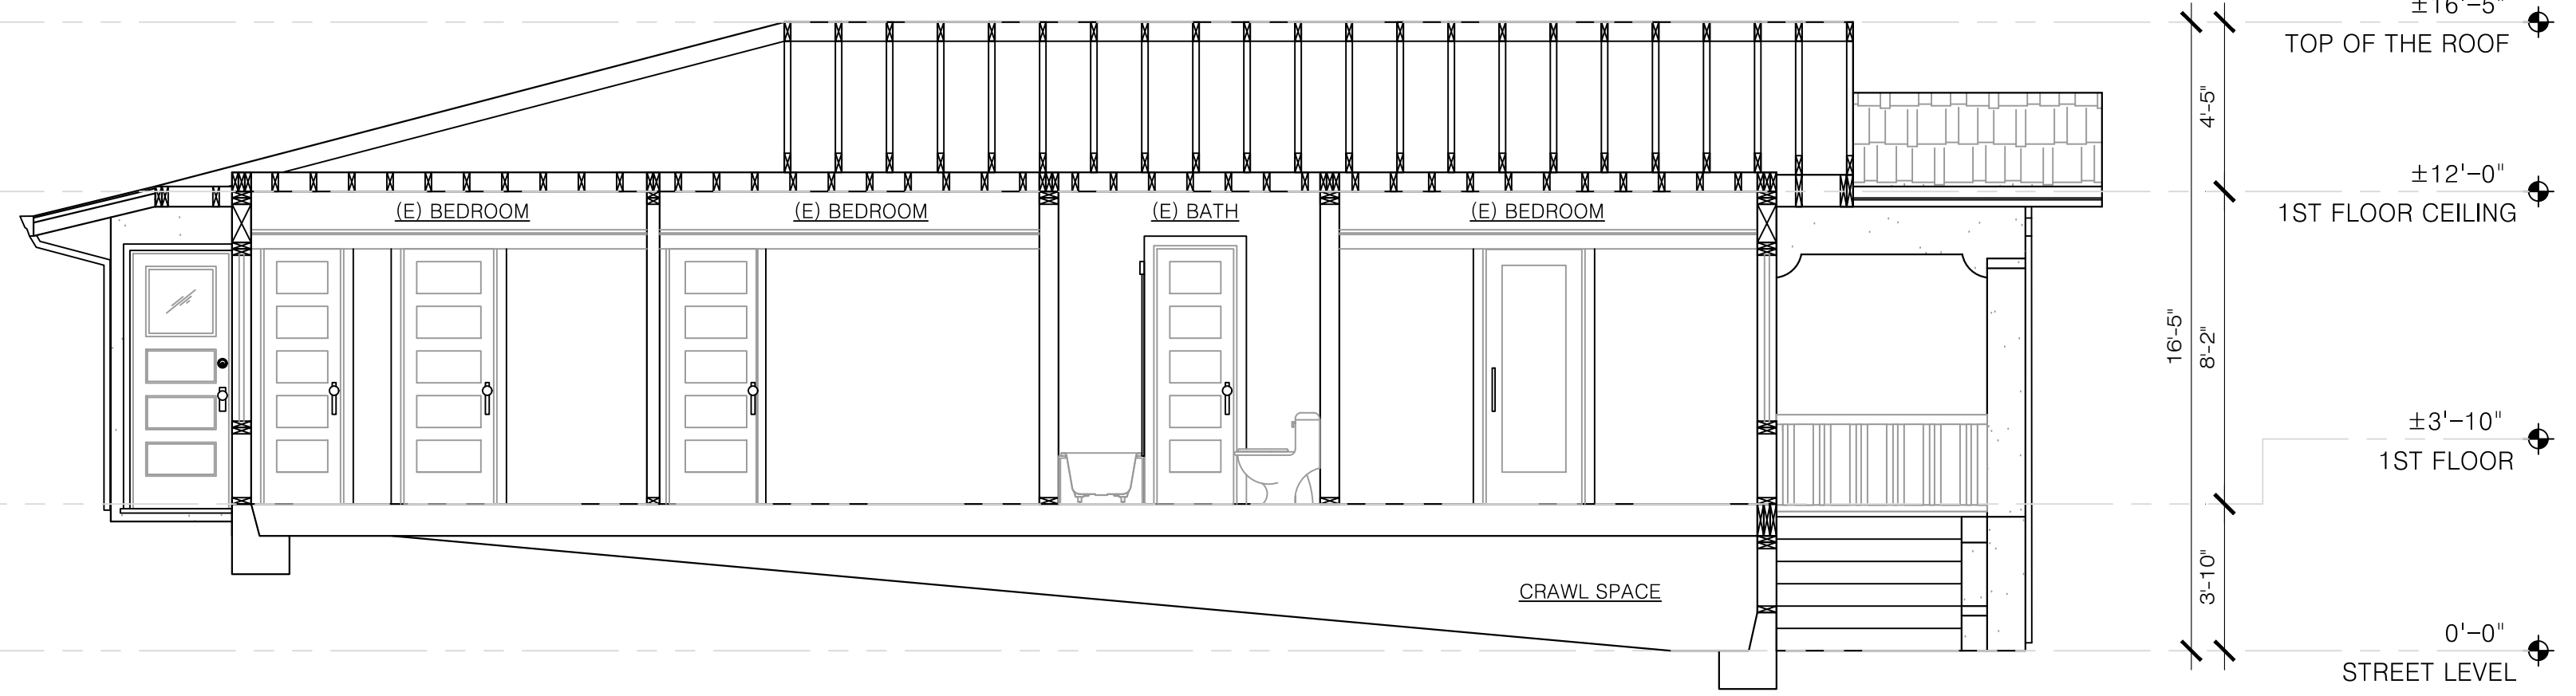 ±16'-5"
TOP OF THE ROOF
4'-5"
±12'-0"
1ST FLOOR CEILING
(E) BEDROOM
(E) BEDROOM
(E) BATH
(E) BEDROOM
16'-5"
8'-2"
±3'-10"
1ST FLOOR
3'-10"
CRAWL SPACE
0'-0"
STREET LEVEL